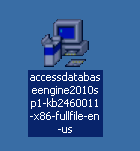 accessdatabas
eengine2010s
p1-kb2460011
-x86-fullfile-en
-us